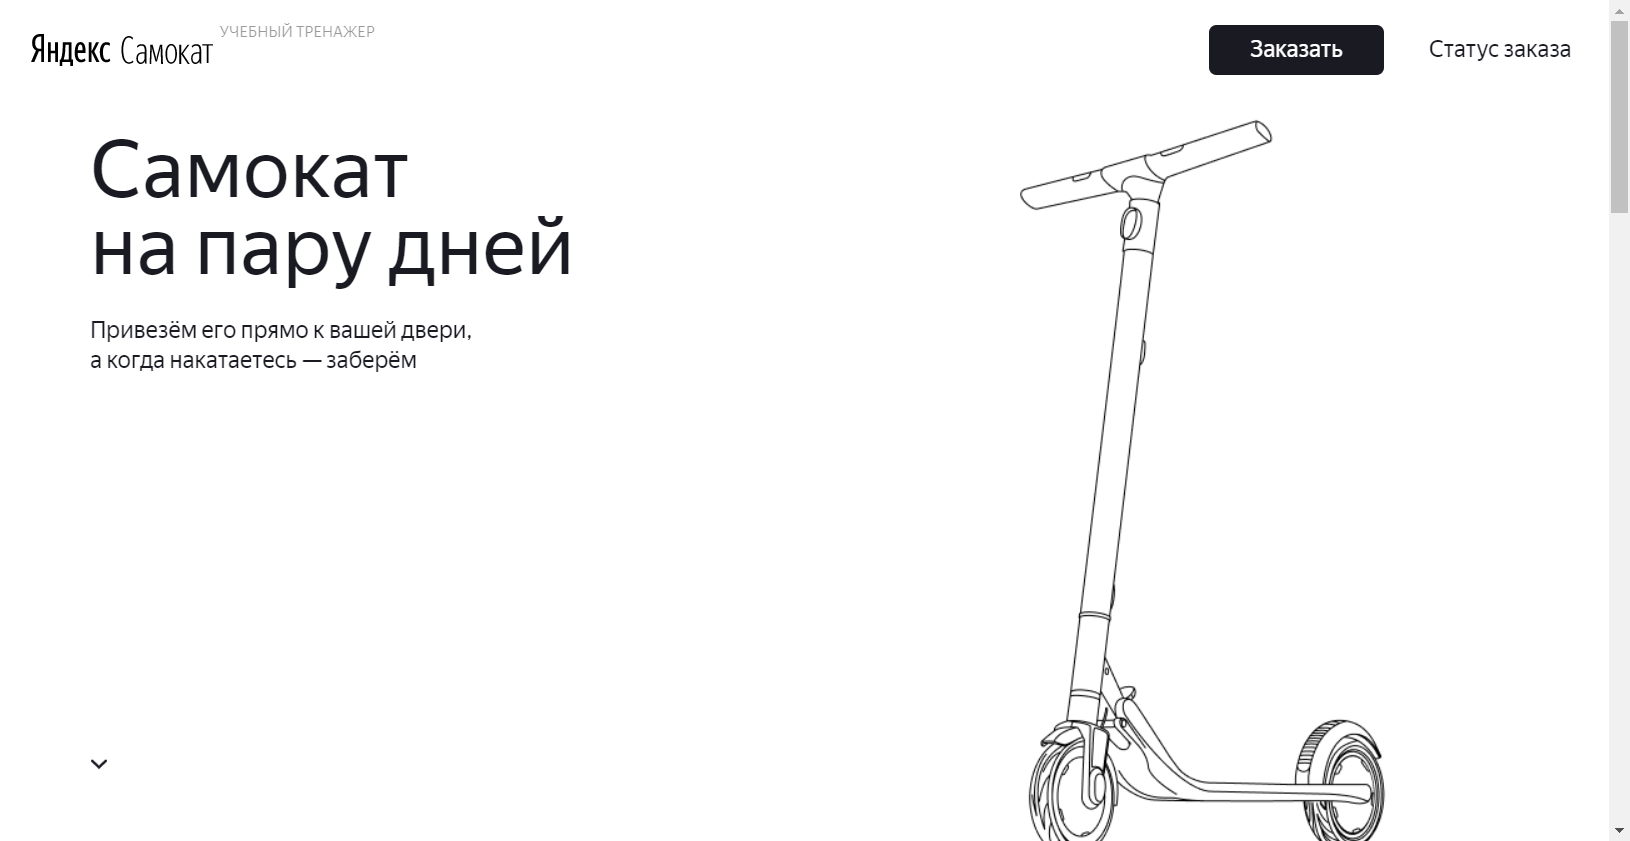 Яндекс Самокат
УЧЕБНЫЙ ТРЕНАЖЕР
Заказать
Статус заказа
Самокат
на пару дней
Привезём его прямо к вашей двери,
а когда накатаетесь — заберём